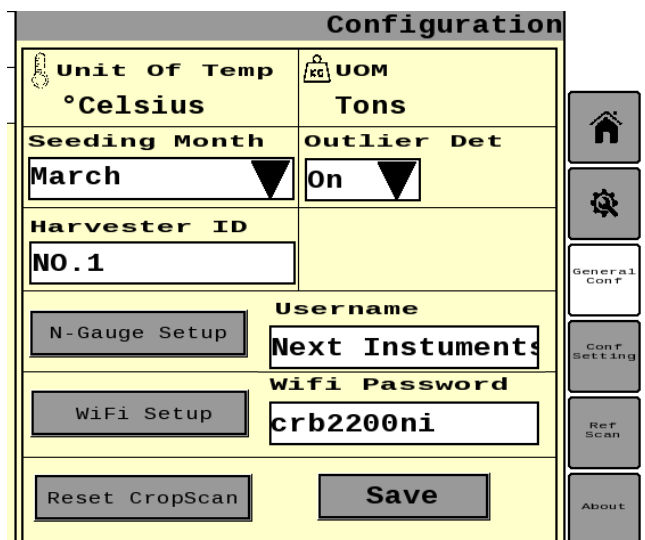 Configuration
Unit Of Temp
KG UOM
°Celsius
Tons
Seeding Month
Outlier Det
March
On
Harvester ID
NO.1
General
Conf
N-Gauge Setup
Username
Next Instuments
Conf
Setting
WiFi Setup
Wifi Password
crb2200ni
Ref
Scan
Reset CropScan
Save
About